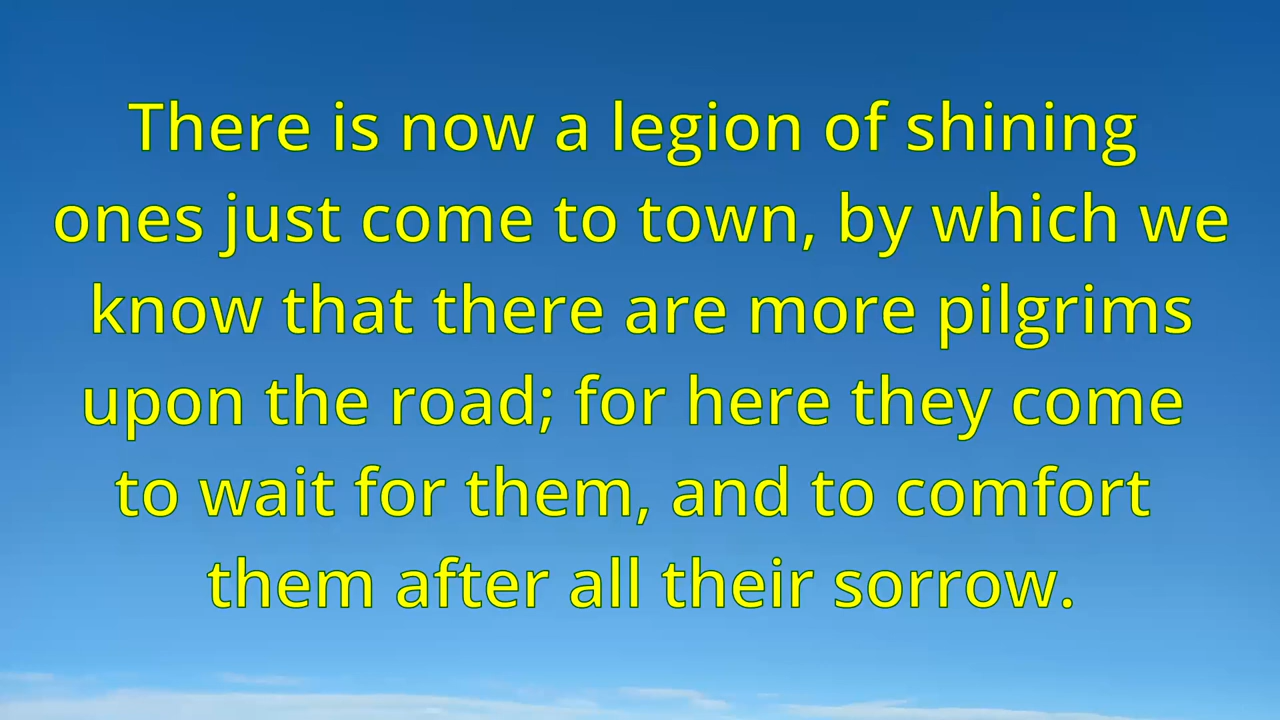 There is now a legion of shining
ones just come to town, by which we
know that there are more pilgrims
upon the road; for here they come
to wait for them, and to comfort
them after all their sorrow.